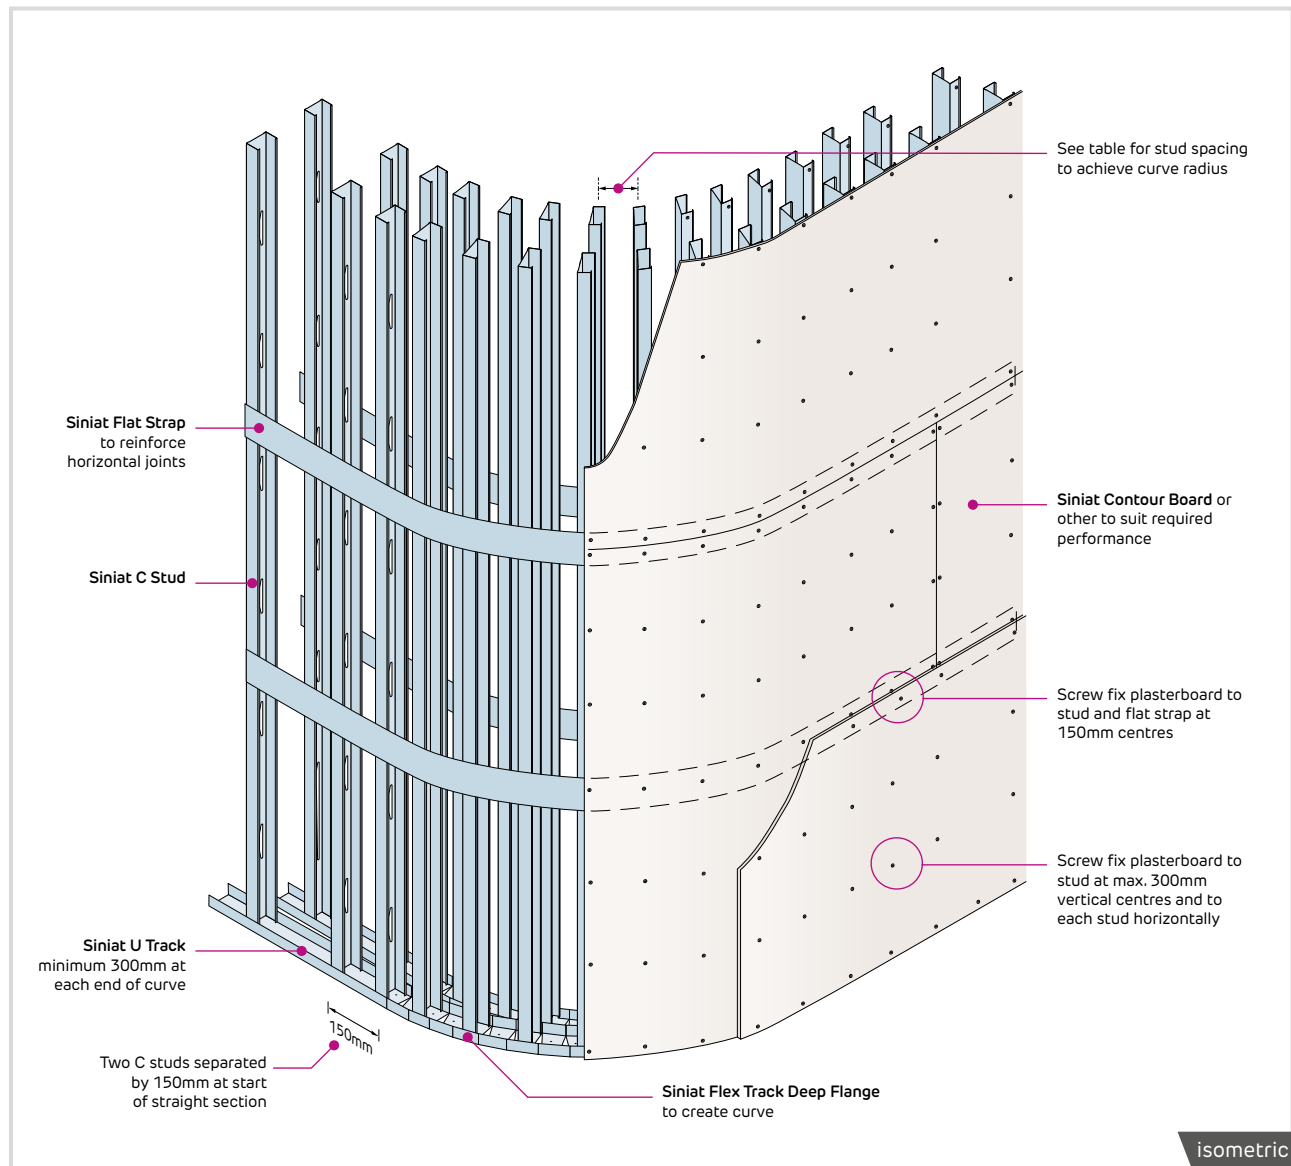 See table for stud spacing
to achieve curve radius
Siniat Flat Strap
to reinforce
horizontal joints
Siniat Contour Board or
other to suit required
performance
Siniat C Stud
Screw fix plasterboard to
stud and flat strap at
150mm centres
Screw fix plasterboard to
stud at max. 300mm
vertical centres and to
each stud horizontally
Siniat U Track
minimum 300mm at
each end of curve
150mm
Two C studs separated
by 150mm at start
of straight section
Siniat Flex Track Deep Flange
to create curve
isometric